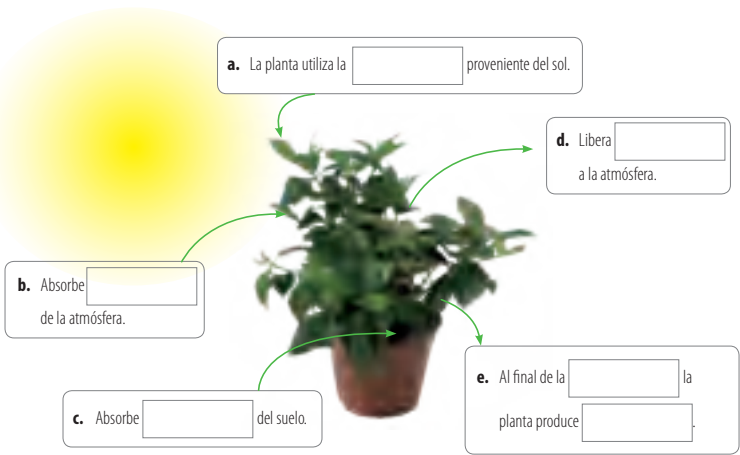 a. La planta utiliza la proveniente del sol.
d. Libera
a la atmósfera.
b. Absorbe
de la atmósfera.
c. Absorbe del suelo.
e. Al final de la la
planta produce .